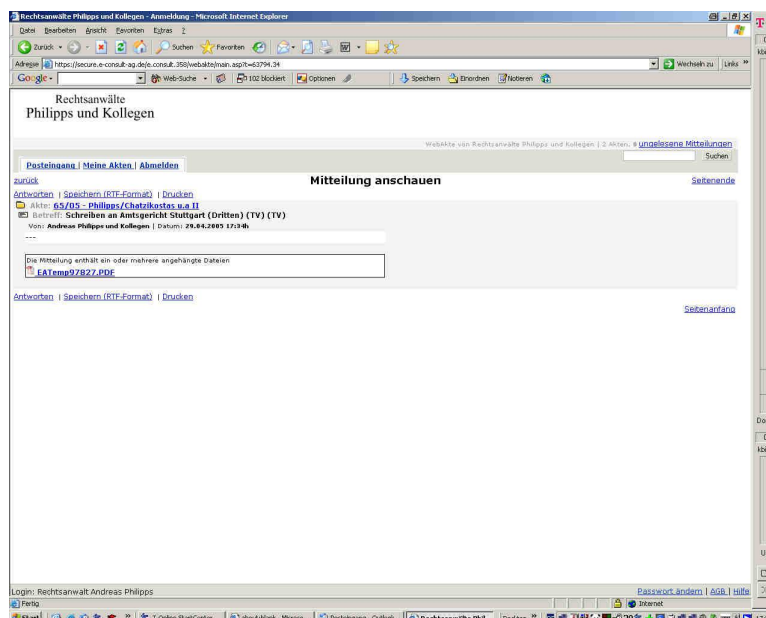 Rechtsanwälte Philipps und Kollegen - Anmeldung - Microsoft Internet Explorer
Datei Bearbeiten Ansicht Favoriten Extras ?
Zurück Suchen Favoriten
Adresse https://secure.e-consult-ag.de/e.consult.358/webakte/main.asp?t=63794.34 Wechseln zu Links »
Google Web-Suche 102 blockiert Optionen Speichern Einordnen Notieren
Rechtsanwälte
Philipps und Kollegen
WebAkte von Rechtsanwälte Philipps und Kollegen | 2 Akten, 8 ungelesene Mitteilungen
Posteingang | Meine Akten | Abmelden Suchen
zurück Mitteilung anschauen Seitenende
Antworten | Speichern (RTF-Format) | Drucken
Akte: 65/05 - Philipps/Chatzikostas u.a II
Betreff: Schreiben an Amtsgericht Stuttgart (Dritten) (TV) (TV)
Von: Andreas Philipps und Kollegen | Datum: 29.04.2005 17:34h
---
Die Mitteilung enthält ein oder mehrere angehängte Dateien
EATemp97827.PDF
Antworten | Speichern (RTF-Format) | Drucken
Seitenanfang
Login: Rechtsanwalt Andreas Philipps Passwort ändern | AGB | Hilfe
Fertig Internet